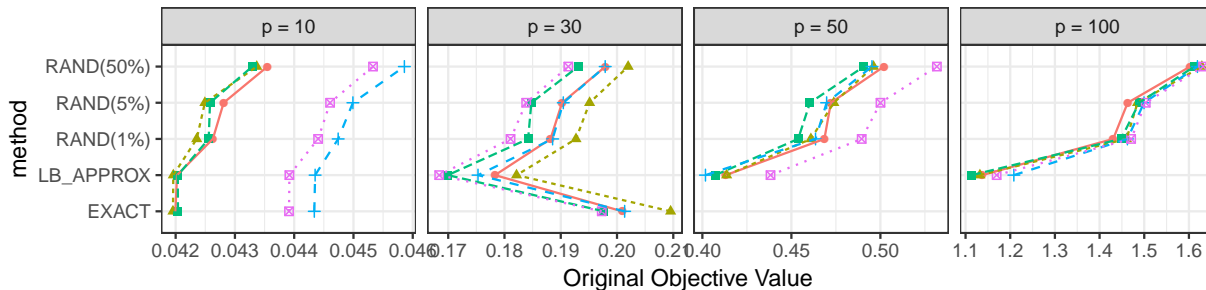 p = 10 p = 30 p = 50 p = 100
method
RAND(50%)
RAND(5%)
RAND(1%)
LB_APPROX
EXACT
0.042 0.043 0.044 0.045 0.046 0.17 0.18 0.19 0.20 0.21 0.40 0.45 0.50 1.1 1.2 1.3 1.4 1.5 1.6
Original Objective Value